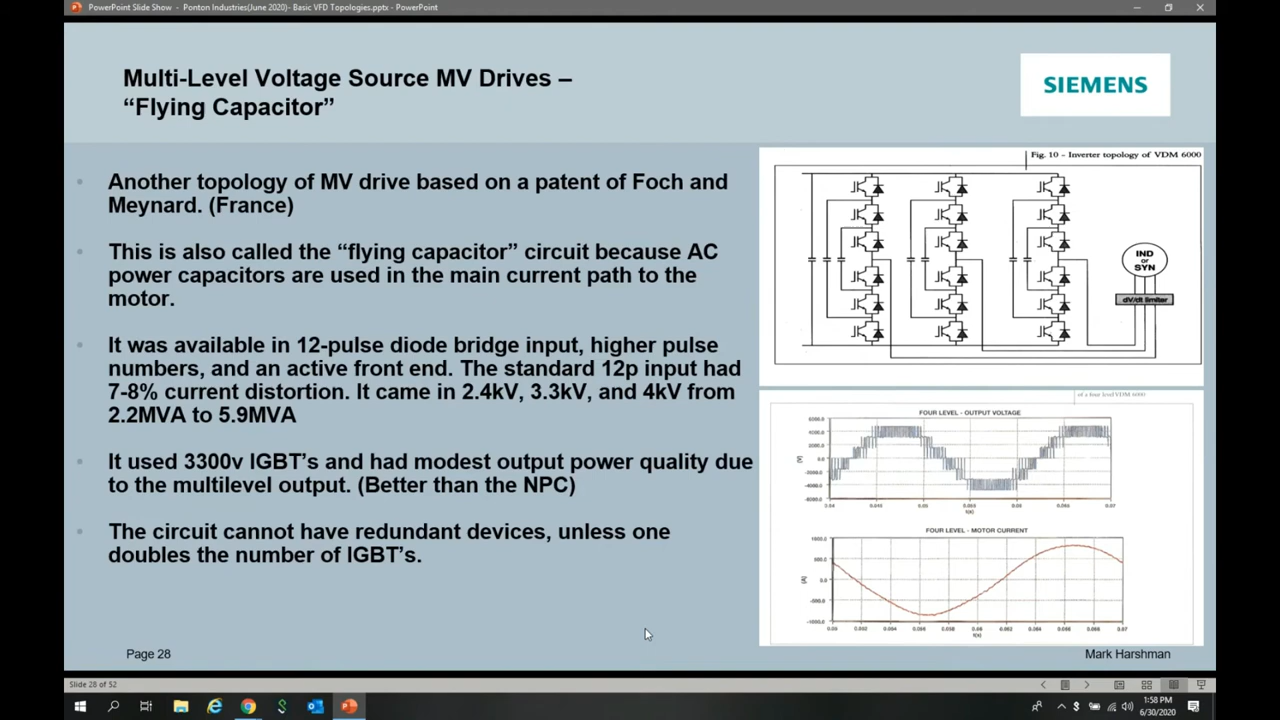 PowerPoint Slide Show - Ponton Industries(June 2020)- Basic VFD Topologies.pptx - PowerPoint
Multi-Level Voltage Source MV Drives –
“Flying Capacitor”
SIEMENS
Another topology of MV drive based on a patent of Foch and
Meynard. (France)
This is also called the “flying capacitor” circuit because AC
power capacitors are used in the main current path to the
motor.
It was available in 12-pulse diode bridge input, higher pulse
numbers, and an active front end. The standard 12p input had
7-8% current distortion. It came in 2.4kV, 3.3kV, and 4kV from
2.2MVA to 5.9MVA
It used 3300v IGBT’s and had modest output power quality due
to the multilevel output. (Better than the NPC)
The circuit cannot have redundant devices, unless one
doubles the number of IGBT’s.
Fig. 10 – Inverter topology of VDM 6000
IND
or
SYN
dV/dt limiter
of a four level VDM 6000
FOUR LEVEL - OUTPUT VOLTAGE
FOUR LEVEL - MOTOR CURRENT
Page 28
Mark Harshman
Slide 28 of 52
1:58 PM
6/30/2020